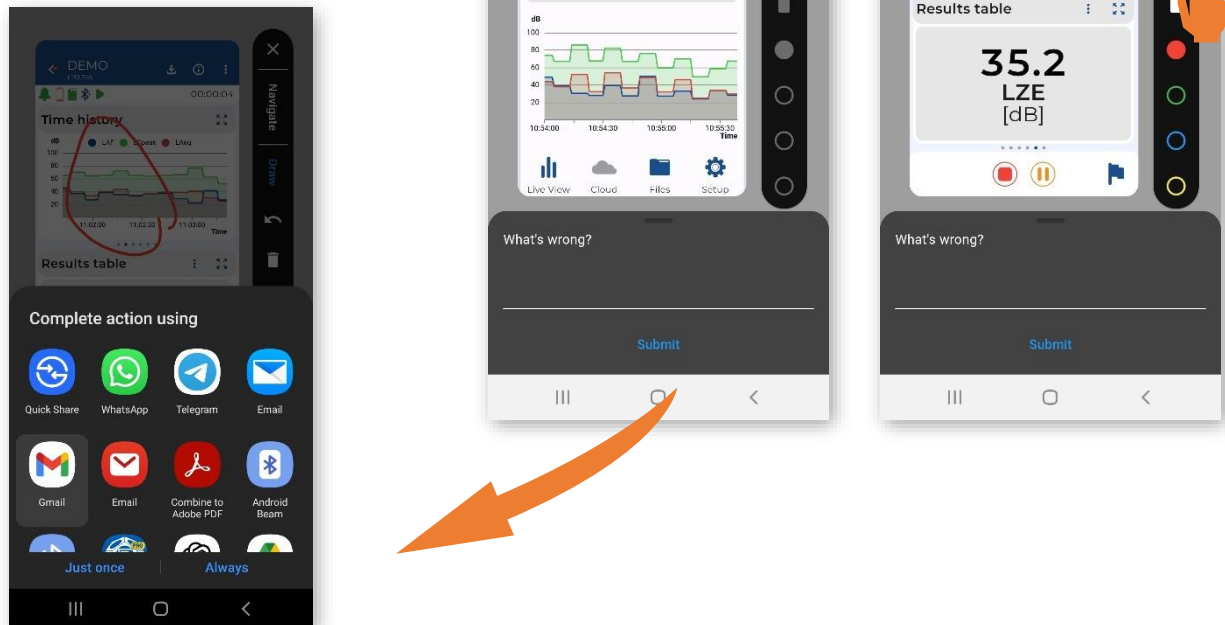 DEMO
00:00:04
Navigate
Draw
Time history
dB
LAF
LCpeak
LAeq
100
80
60
40
20
11:02:00
11:02:30
11:03:00
Time
Results table
Complete action using
Quick Share
WhatsApp
Telegram
Email
Gmail
Email
Combine to
Adobe PDF
Android
Beam
PRO
Just once
Always
dB
100
80
60
40
20
10:54:00
10:54:30
10:55:00
10:55:30
Time
Live View
Cloud
Files
Setup
What's wrong?
Submit
Results table
35.2
LZE
[dB]
What's wrong?
Submit